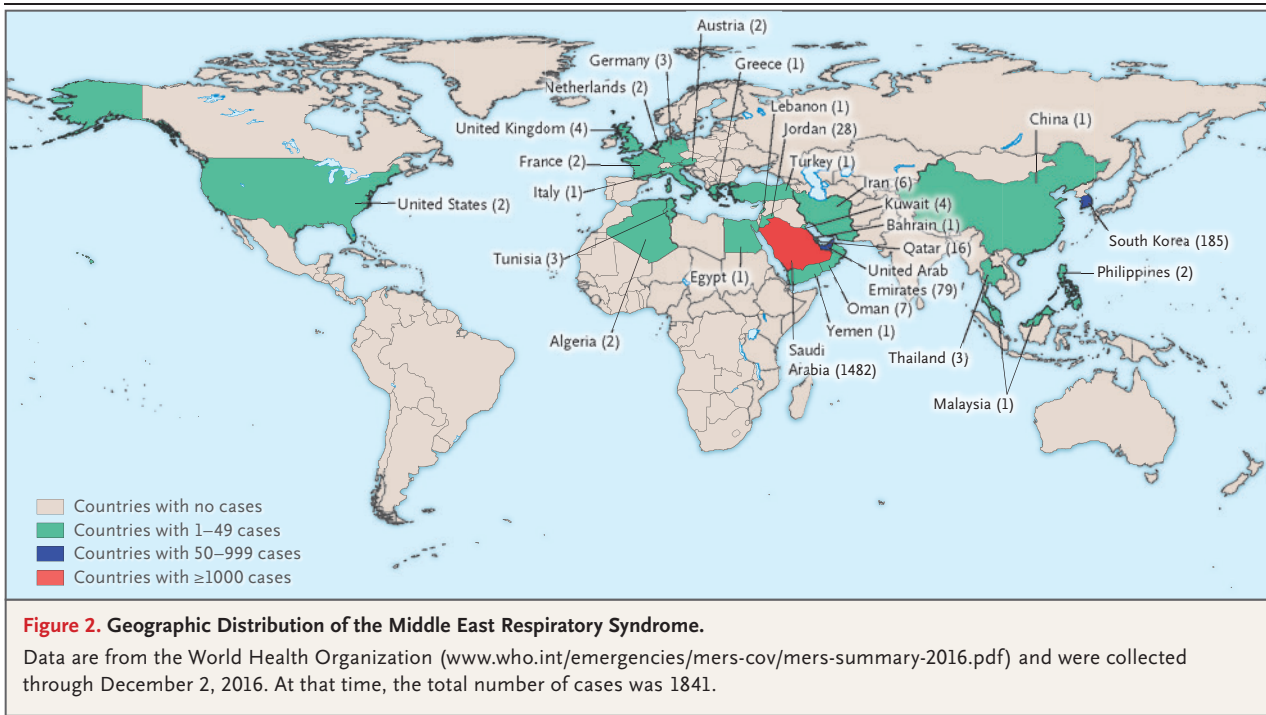 Austria (2)
Germany (3)
Greece (1)
Netherlands (2)
Lebanon (1)
China (1)
United Kingdom (4)
Jordan (28)
France (2)
Turkey (1)
Italy (1)
Iran (6)
United States (2)
Kuwait (4)
Bahrain (1)
South Korea (185)
Qatar (16)
Tunisia (3)
Egypt (1)
United Arab
Emirates (79)
Philippines (2)
Oman (7)
Yemen (1)
Algeria (2)
Saudi
Arabia (1482)
Thailand (3)
Malaysia (1)
Countries with no cases
Countries with 1–49 cases
Countries with 50–999 cases
Countries with ≥1000 cases
Figure 2. Geographic Distribution of the Middle East Respiratory Syndrome.
Data are from the World Health Organization (www.who.int/emergencies/mers-cov/mers-summary-2016.pdf) and were collected
through December 2, 2016. At that time, the total number of cases was 1841.